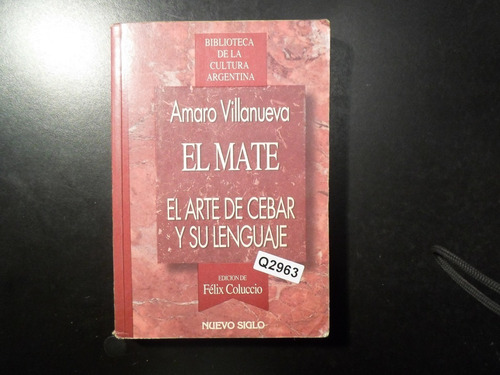 BIBLIOTECA
DE LA
CULTURA
ARGENTINA
Amaro Villanueva
EL MATE
EL ARTE DE CEBAR
Y SU LENGUAJE
Q2963
EDICION DE
Félix Coluccio
NUEVO SIGLO